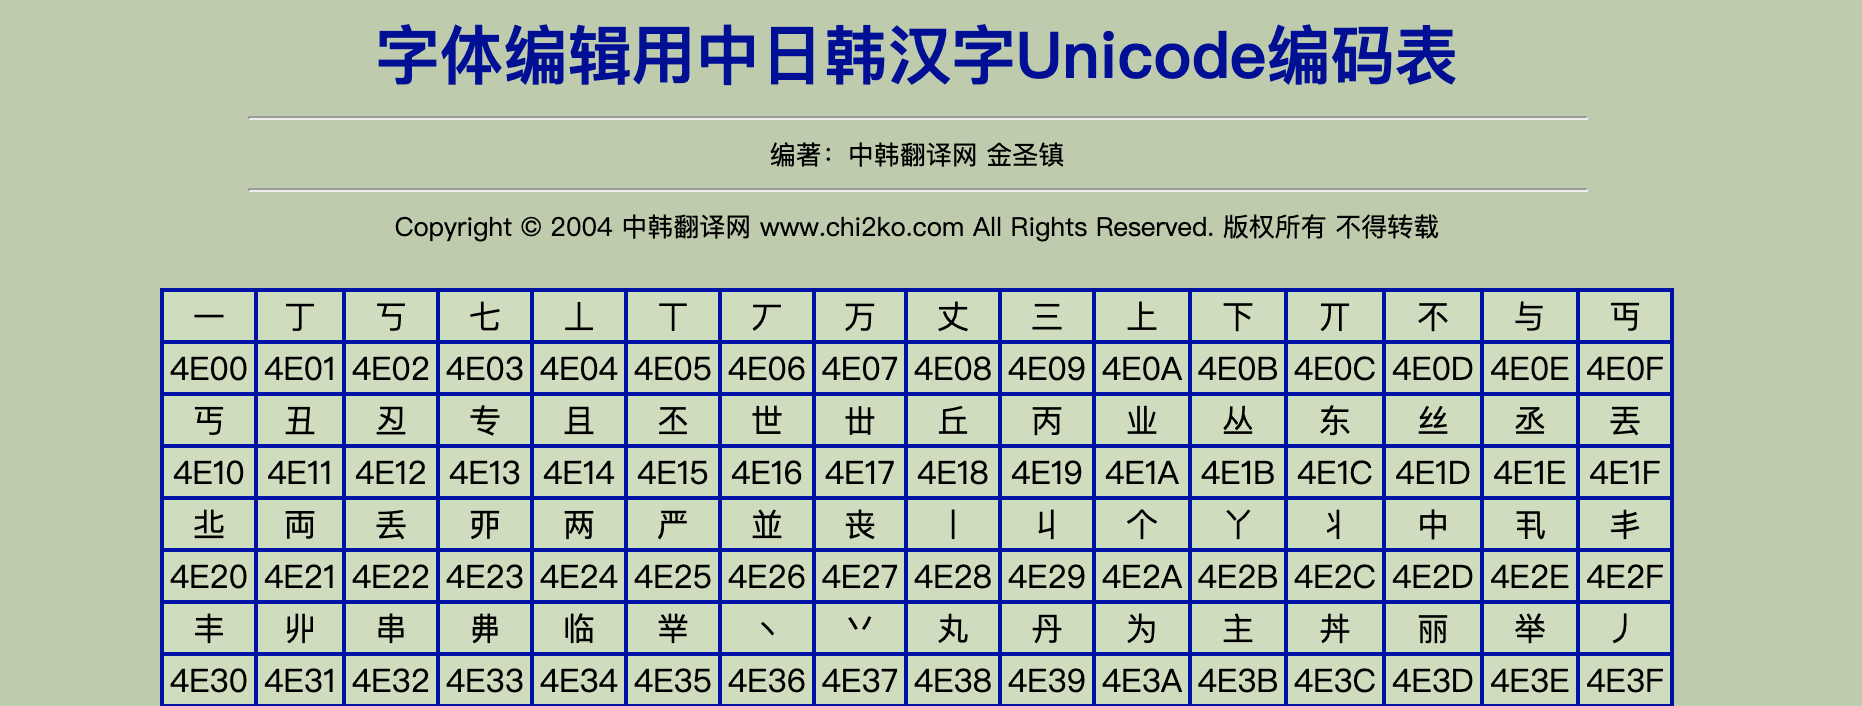 字体编辑用中日韩汉字Unicode编码表
编著：中韩翻译网 金圣镇
Copyright © 2004 中韩翻译网 www.chi2ko.com All Rights Reserved. 版权所有 不得转载
一 丁 丂 七 丄 丅 丆 万 丈 三 上 下 丌 不 与 丏
4E00 4E01 4E02 4E03 4E04 4E05 4E06 4E07 4E08 4E09 4E0A 4E0B 4E0C 4E0D 4E0E 4E0F
丐 丑 丒 专 且 丕 世 丗 丘 丙 业 丛 东 丝 丞 丟
4E10 4E11 4E12 4E13 4E14 4E15 4E16 4E17 4E18 4E19 4E1A 4E1B 4E1C 4E1D 4E1E 4E1F
丠 両 丢 丣 两 严 並 丧 丨 丩 个 丫 丬 中 丮 丯
4E20 4E21 4E22 4E23 4E24 4E25 4E26 4E27 4E28 4E29 4E2A 4E2B 4E2C 4E2D 4E2E 4E2F
丰 丱 串 丳 临 丵 丶 丷 丸 丹 为 主 丼 丽 举 丿
4E30 4E31 4E32 4E33 4E34 4E35 4E36 4E37 4E38 4E39 4E3A 4E3B 4E3C 4E3D 4E3E 4E3F